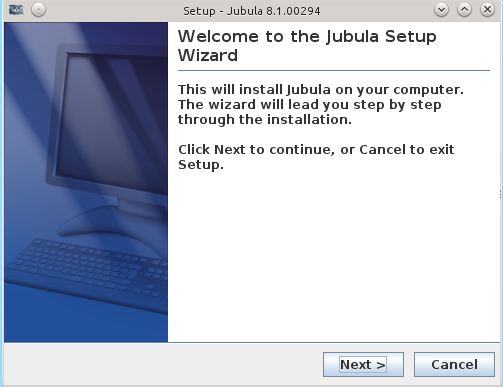 Setup - Jubula 8.1.00294
Welcome to the Jubula Setup
Wizard
This will install Jubula on your computer.
The wizard will lead you step by step
through the installation.
Click Next to continue, or Cancel to exit
Setup.
Next >
Cancel